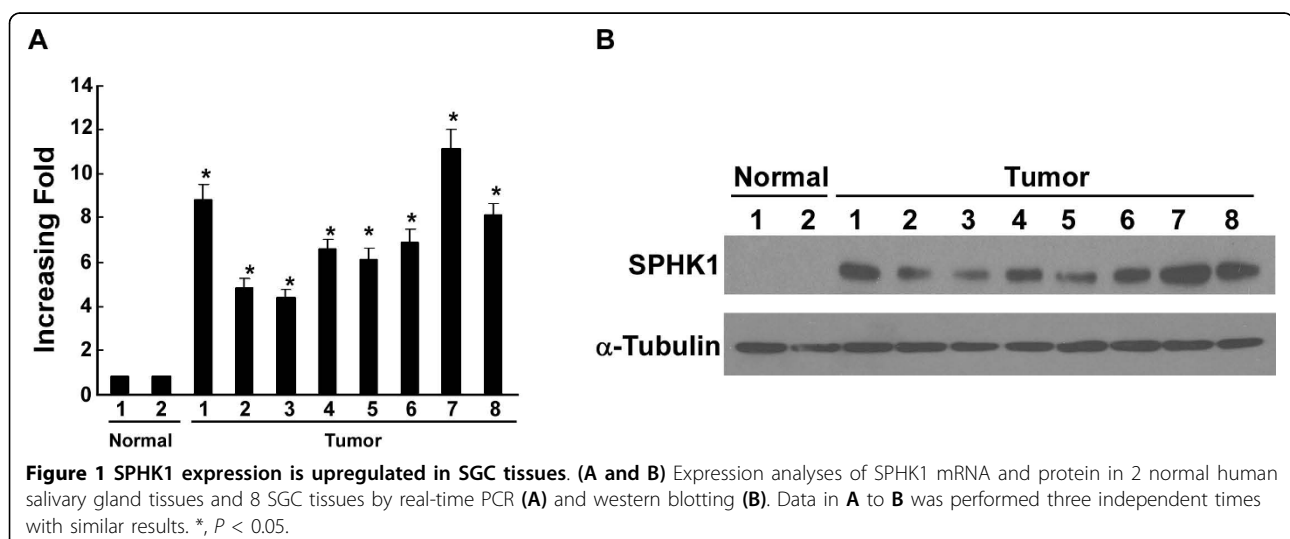 A
B
Increasing Fold
14
12
10
8
6
4
2
0
* * * * * * * *
1 2 1 2 3 4 5 6 7 8
Normal Tumor
Normal Tumor
1 2 1 2 3 4 5 6 7 8
SPHK1
α-Tubulin
Figure 1 SPHK1 expression is upregulated in SGC tissues. (A and B) Expression analyses of SPHK1 mRNA and protein in 2 normal human
salivary gland tissues and 8 SGC tissues by real-time PCR (A) and western blotting (B). Data in A to B was performed three independent times
with similar results. *, P < 0.05.